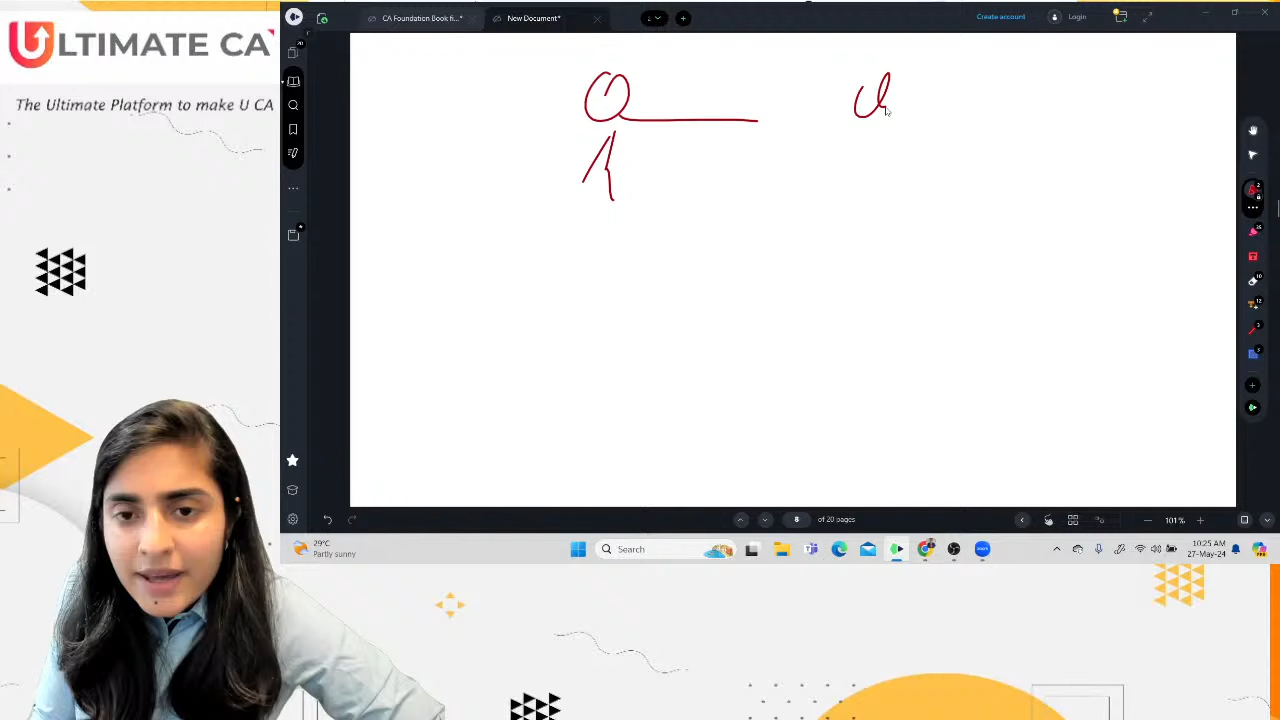 ULTIMATE CA
The Ultimate Platform to make U CA
CA Foundation Book fi...*
New Document*
Create account
Login
8 of 20 pages
101%
29°C
Partly sunny
Search
10:25 AM
27-May-24